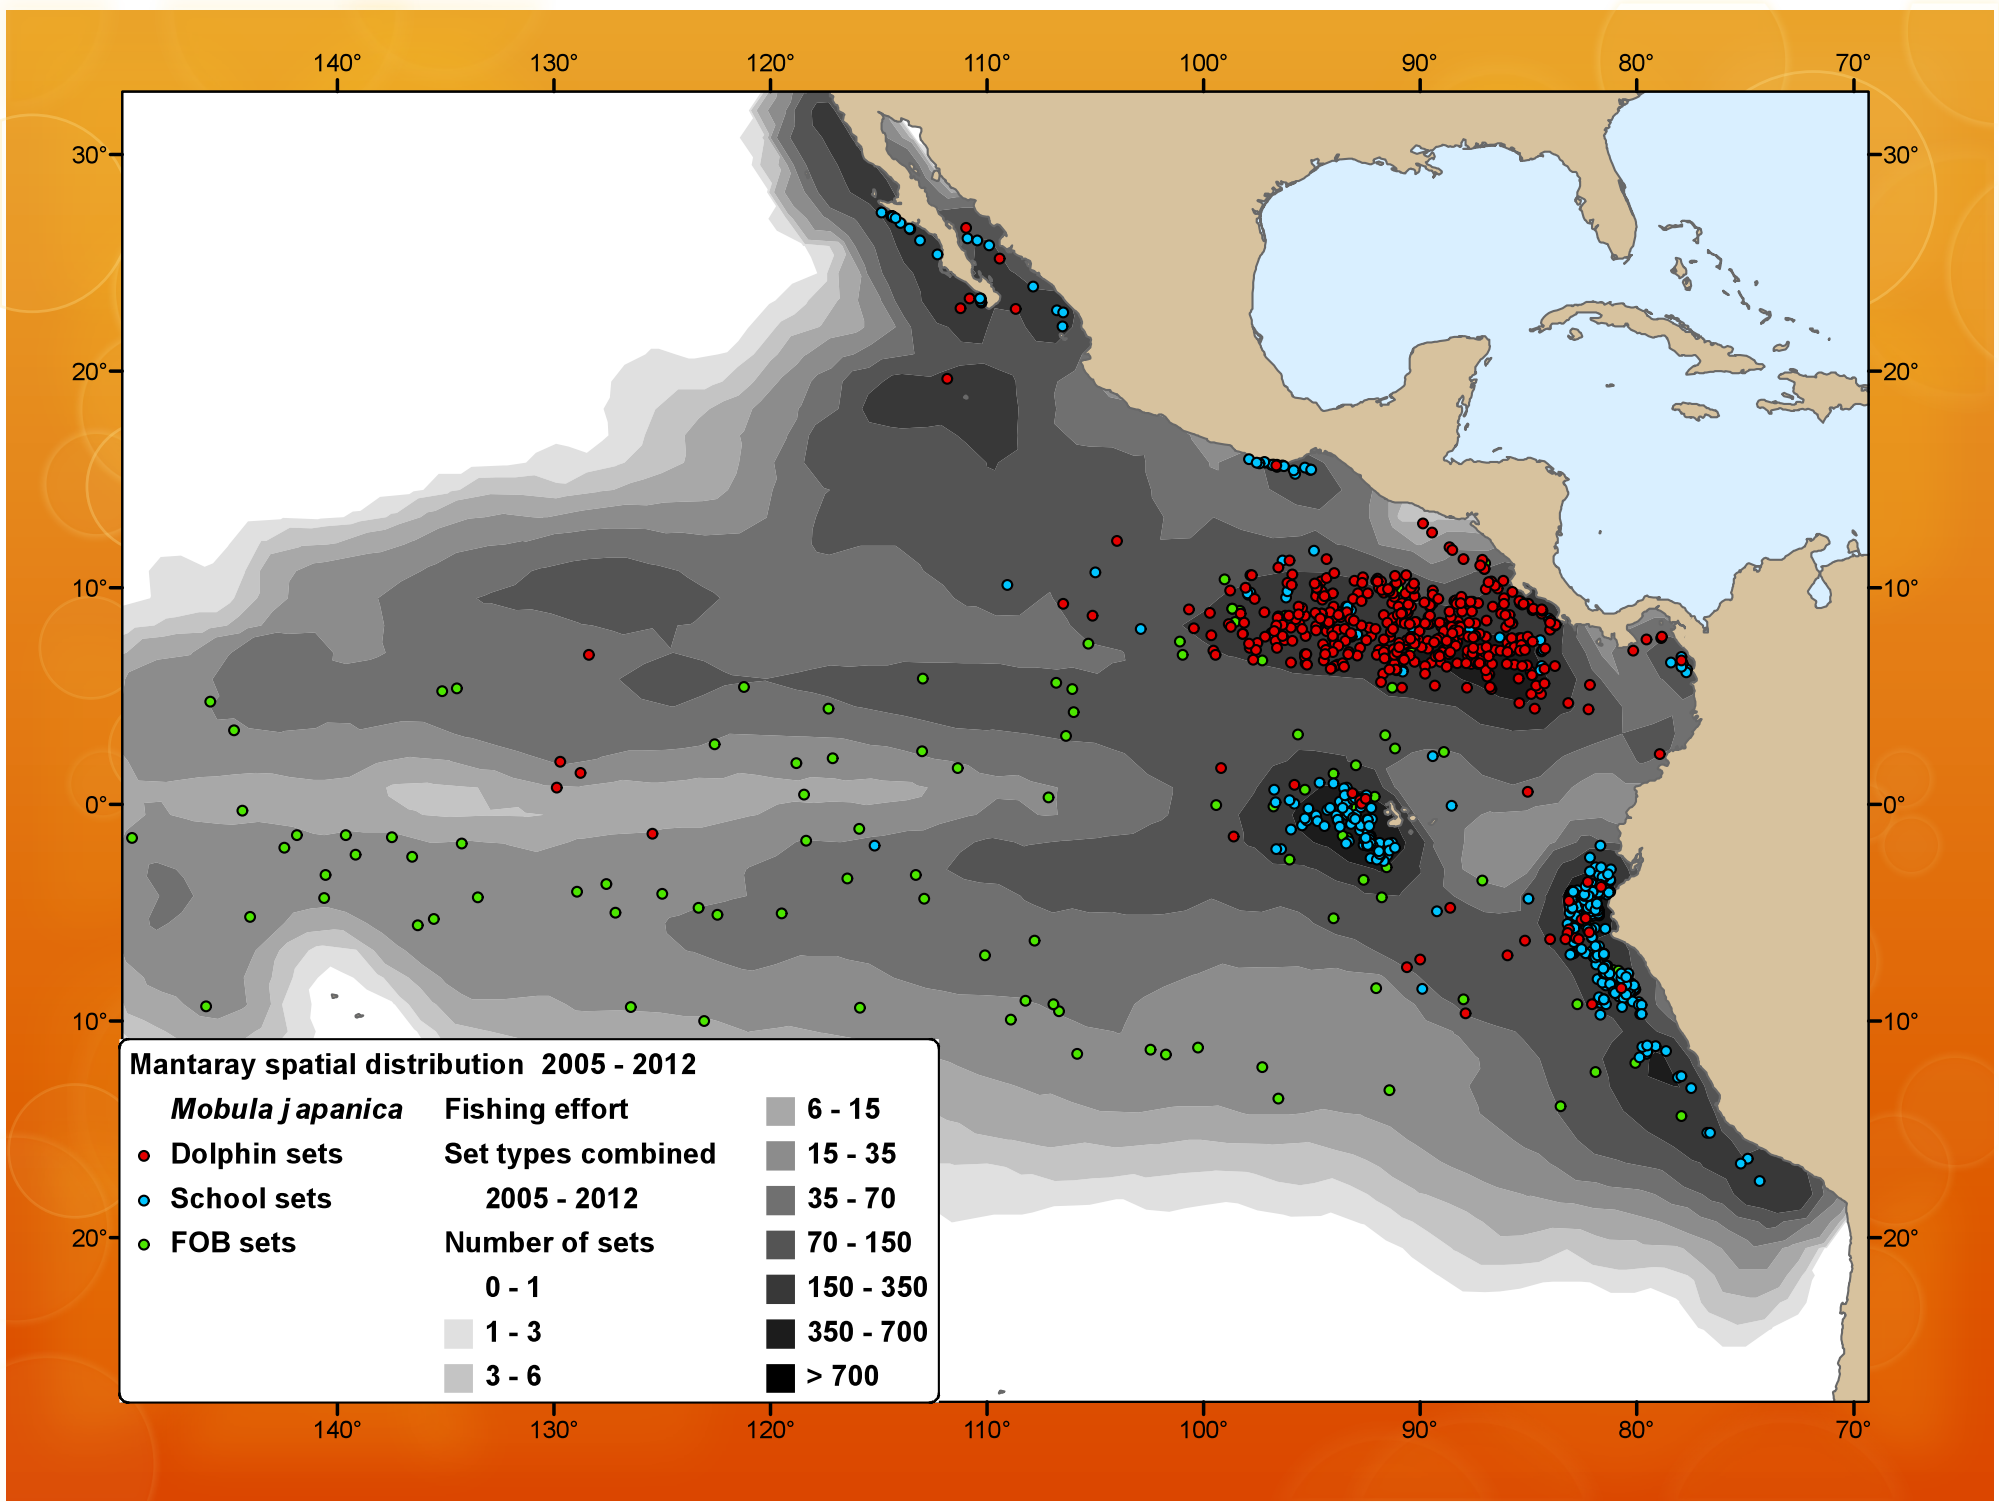 140° 130° 120° 110° 100° 90° 80° 70°
30° 30°
20° 20°
10° 10°
0° 0°
10° 10°
20° 20°
Mantaray spatial distribution 2005 - 2012
Mobula japanica
Dolphin sets
School sets
FOB sets
Fishing effort
Set types combined
2005 - 2012
Number of sets
0 - 1
1 - 3
3 - 6
6 - 15
15 - 35
35 - 70
70 - 150
150 - 350
350 - 700
> 700
140° 130° 120° 110° 100° 90° 80° 70°